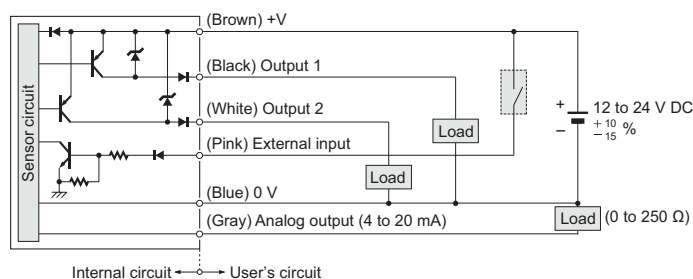 (Brown) +V
(Black) Output 1
(White) Output 2
(Pink) External input
(Blue) 0 V
(Gray) Analog output (4 to 20 mA)
Sensor circuit
Load
Load
Load
(0 to 250 Ω)
+
−
12 to 24 V DC
+10
−15 %
Internal circuit
User's circuit